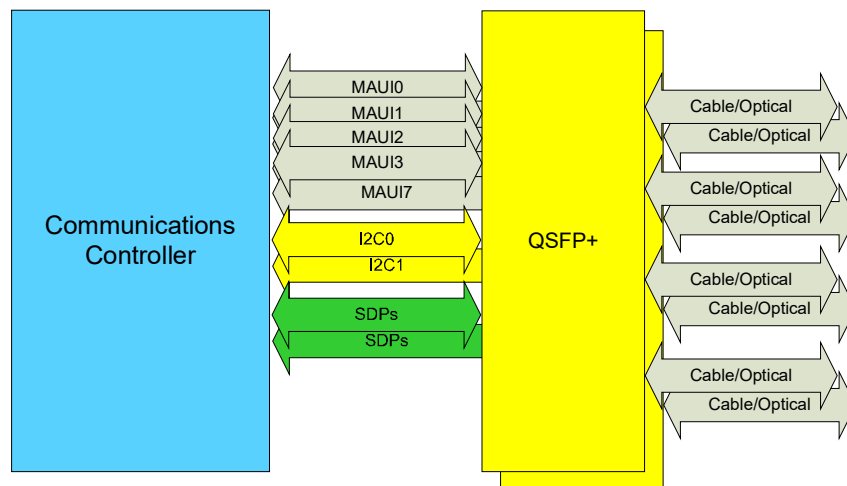 MAUI0
MAUI1
MAUI2
MAUI3
MAUI7
I2C0
I2C1
SDPs
SDPs
Communications
Controller
QSFP+
Cable/Optical
Cable/Optical
Cable/Optical
Cable/Optical
Cable/Optical
Cable/Optical
Cable/Optical
Cable/Optical